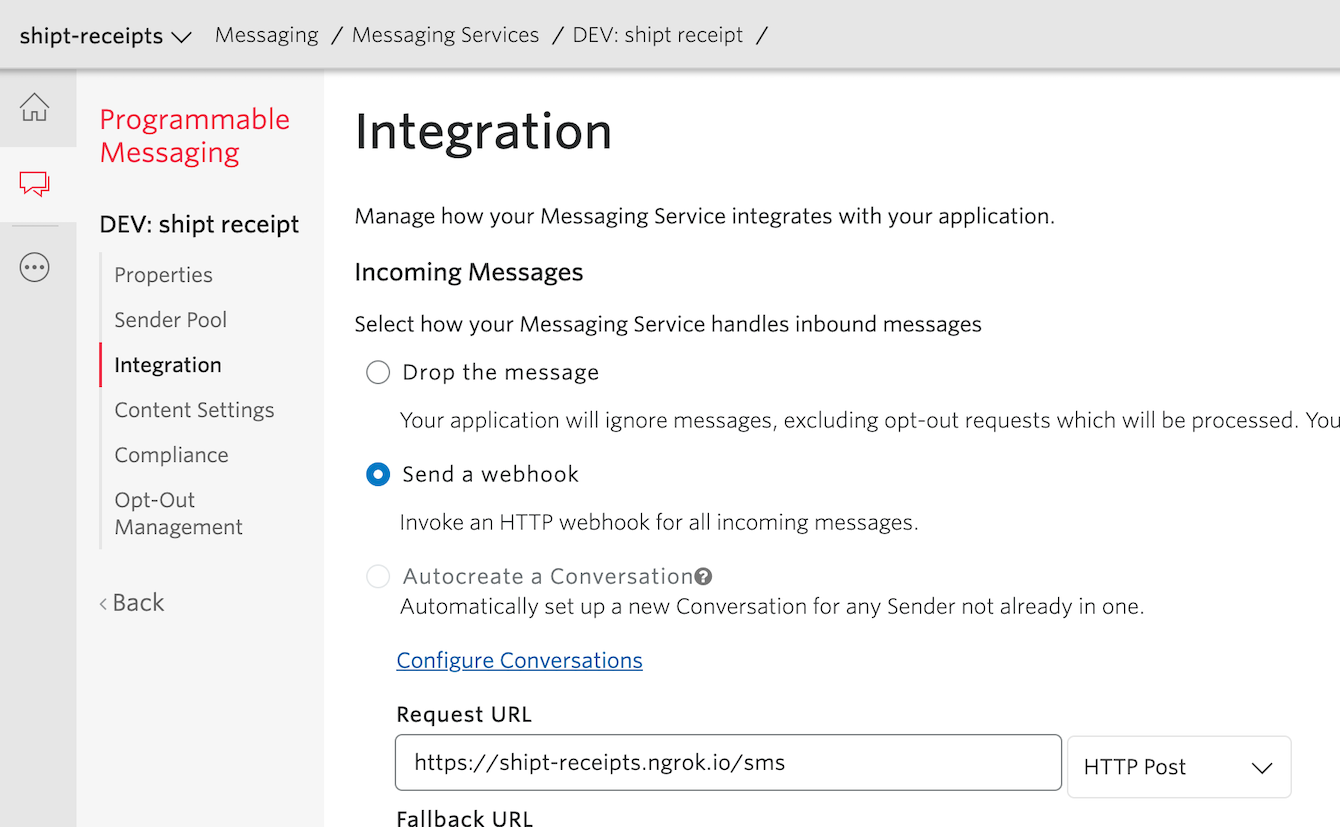 shipt-receipts Messaging / Messaging Services / DEV: shipt receipt /
Programmable
Messaging
DEV: shipt receipt
Properties
Sender Pool
Integration
Content Settings
Compliance
Opt-Out
Management
‹ Back
Integration
Manage how your Messaging Service integrates with your application.
Incoming Messages
Select how your Messaging Service handles inbound messages
Drop the message
Your application will ignore messages, excluding opt-out requests which will be processed. You
Send a webhook
Invoke an HTTP webhook for all incoming messages.
Autocreate a Conversation?
Automatically set up a new Conversation for any Sender not already in one.
Configure Conversations
Request URL
https://shipt-receipts.ngrok.io/sms HTTP Post
Fallback URL